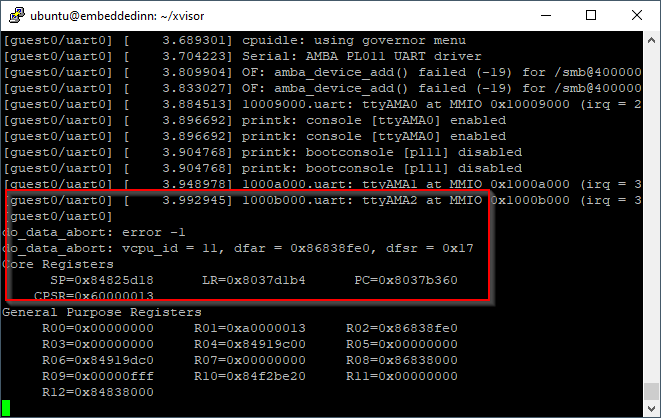 ubuntu@embeddedinn: ~/xvisor
[guest0/uart0] [    3.689301] cpuidle: using governor menu
[guest0/uart0] [    3.704223] Serial: AMBA PL011 UART driver
[guest0/uart0] [    3.809904] OF: amba_device_add() failed (-19) for /smb@400000
[guest0/uart0] [    3.833027] OF: amba_device_add() failed (-19) for /smb@400000
[guest0/uart0] [    3.884513] 10009000.uart: ttyAMA0 at MMIO 0x10009000 (irq = 2
[guest0/uart0] [    3.896692] printk: console [ttyAMA0] enabled
[guest0/uart0] [    3.896692] printk: console [ttyAMA0] enabled
[guest0/uart0] [    3.904768] printk: bootconsole [pl11] disabled
[guest0/uart0] [    3.904768] printk: bootconsole [pl11] disabled
[guest0/uart0] [    3.948978] 1000a000.uart: ttyAMA1 at MMIO 0x1000a000 (irq = 3
[guest0/uart0] [    3.992945] 1000b000.uart: ttyAMA2 at MMIO 0x1000b000 (irq = 3
[guest0/uart0]
do_data_abort: error -1
do_data_abort: vcpu_id = 11, dfar = 0x86838fe0, dfsr = 0x17
Core Registers
SP=0x84825d18 LR=0x8037d1b4 PC=0x8037b360
CPSR=0x60000013
General Purpose Registers
R00=0x00000000 R01=0xa0000013 R02=0x86838fe0
R03=0x00000000 R04=0x84919c00 R05=0x00000000
R06=0x84919dc0 R07=0x00000000 R08=0x86838000
R09=0x00000fff R10=0x84f2be20 R11=0x00000000
R12=0x84838000